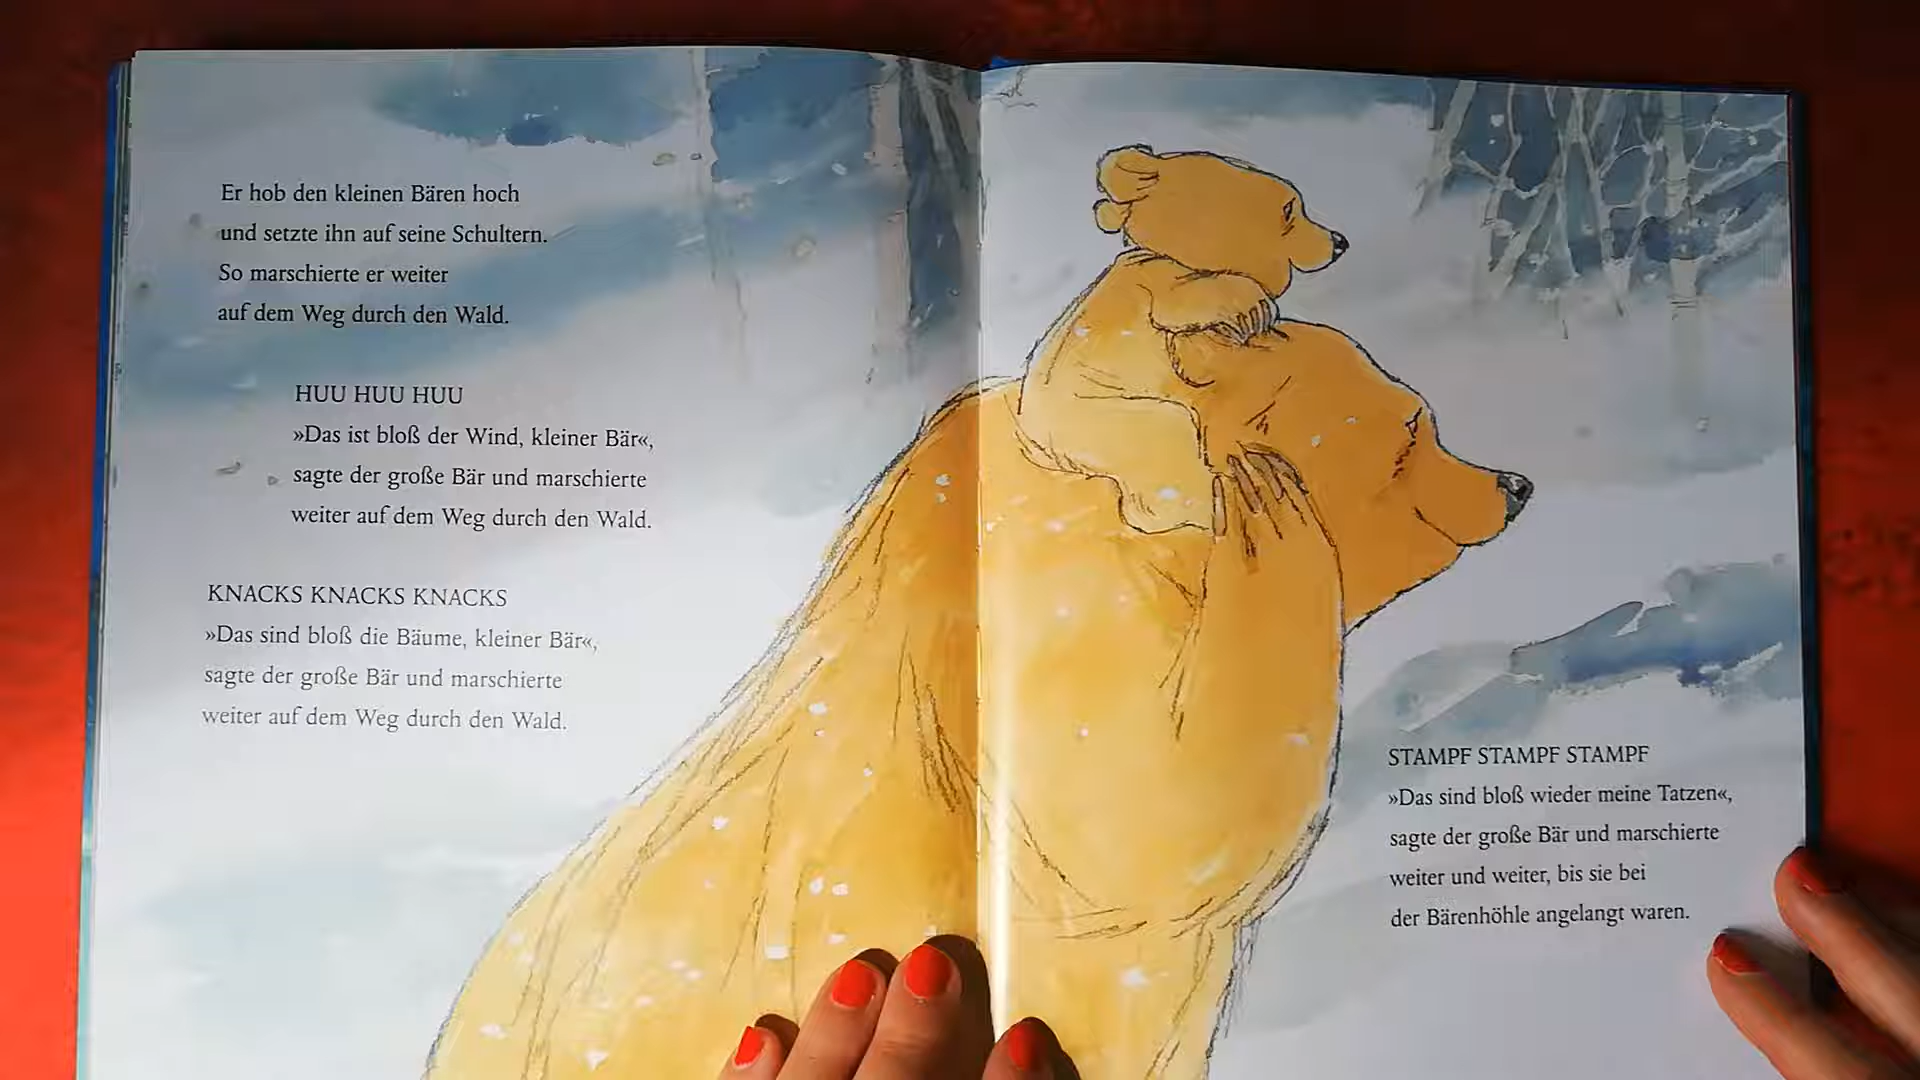 Er hob den kleinen Bären hoch
und setzte ihn auf seine Schultern.
So marschierte er weiter
auf dem Weg durch den Wald.
HUU HUU HUU
»Das ist bloß der Wind, kleiner Bär«,
sagte der große Bär und marschierte
weiter auf dem Weg durch den Wald.
KNACKS KNACKS KNACKS
»Das sind bloß die Bäume, kleiner Bär«,
sagte der große Bär und marschierte
weiter auf dem Weg durch den Wald.
STAMPF STAMPF STAMPF
»Das sind bloß wieder meine Tatzen«,
sagte der große Bär und marschierte
weiter und weiter, bis sie bei
der Bärenhöhle angelangt waren.